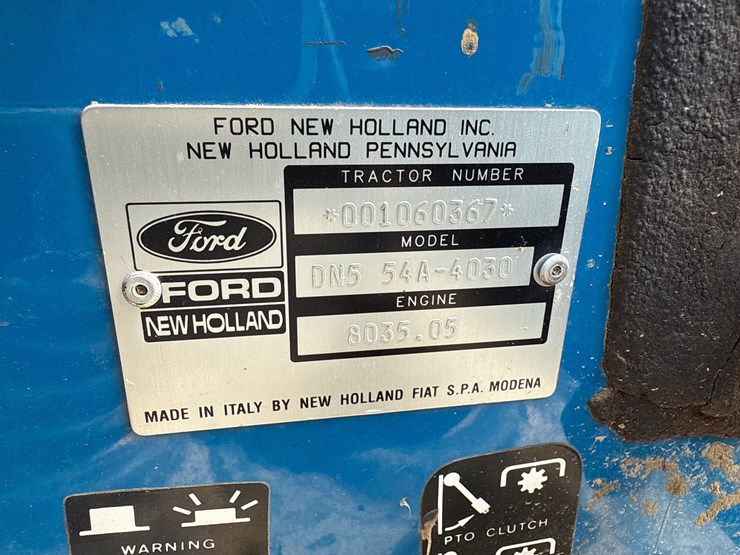 FORD NEW HOLLAND INC.
NEW HOLLAND PENNSYLVANIA
TRACTOR NUMBER
*001060367*
MODEL
DN5 54A-4030
ENGINE
8035.05
Ford
FORD
NEW HOLLAND
MADE IN ITALY BY NEW HOLLAND FIAT S.P.A. MODENA
WARNING
PTO CLUTCH